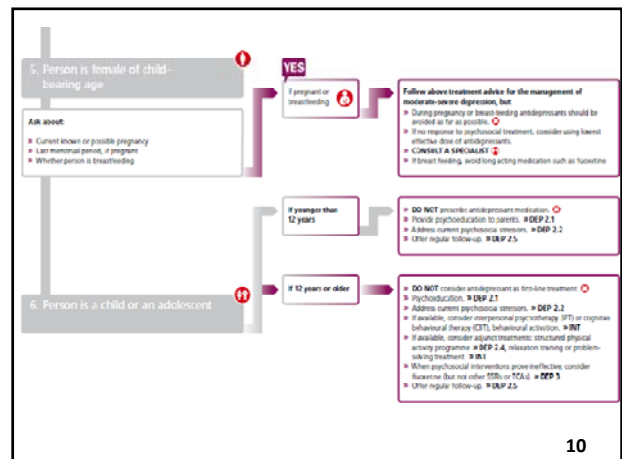 5. Person is female of child-
bearing age
Ask about:
» Current known or possible pregnancy
» Last menstrual period, if pregnant
» Whether person is breastfeeding
YES
If pregnant or
breastfeeding
Follow above treatment advice for the management of
moderate-severe depression, but
» During pregnancy or breast-feeding antidepressants should be
avoided as far as possible.
» If no response to psychosocial treatment, consider using lowest
effective dose of antidepressants.
» CONSULT A SPECIALIST
» If breast feeding, avoid long acting medication such as fluoxetine
6. Person is a child or an adolescent
If younger than
12 years
» DO NOT prescribe antidepressant medication.
» Provide psychoeducation to parents. » DEP 2.1
» Address current psychosocial stressors. » DEP 2.2
» Offer regular follow-up. » DEP 2.5
If 12 years or older
» DO NOT consider antidepressant as first-line treatment.
» Psychoeducation. » DEP 2.1
» Address current psychosocial stressors. » DEP 2.2
» If available, consider interpersonal psychotherapy (IPT) or cognitive
behavioural therapy (CBT), behavioural activation. » INT
» If available, consider adjunct treatments: structured physical
activity programme » DEP 2.4, relaxation training or problem-
solving treatment. » INT
» When psychosocial interventions prove ineffective, consider
fluoxetine (but not other SSRIs or TCAs). » DEP 3
» Offer regular follow-up. » DEP 2.5
10